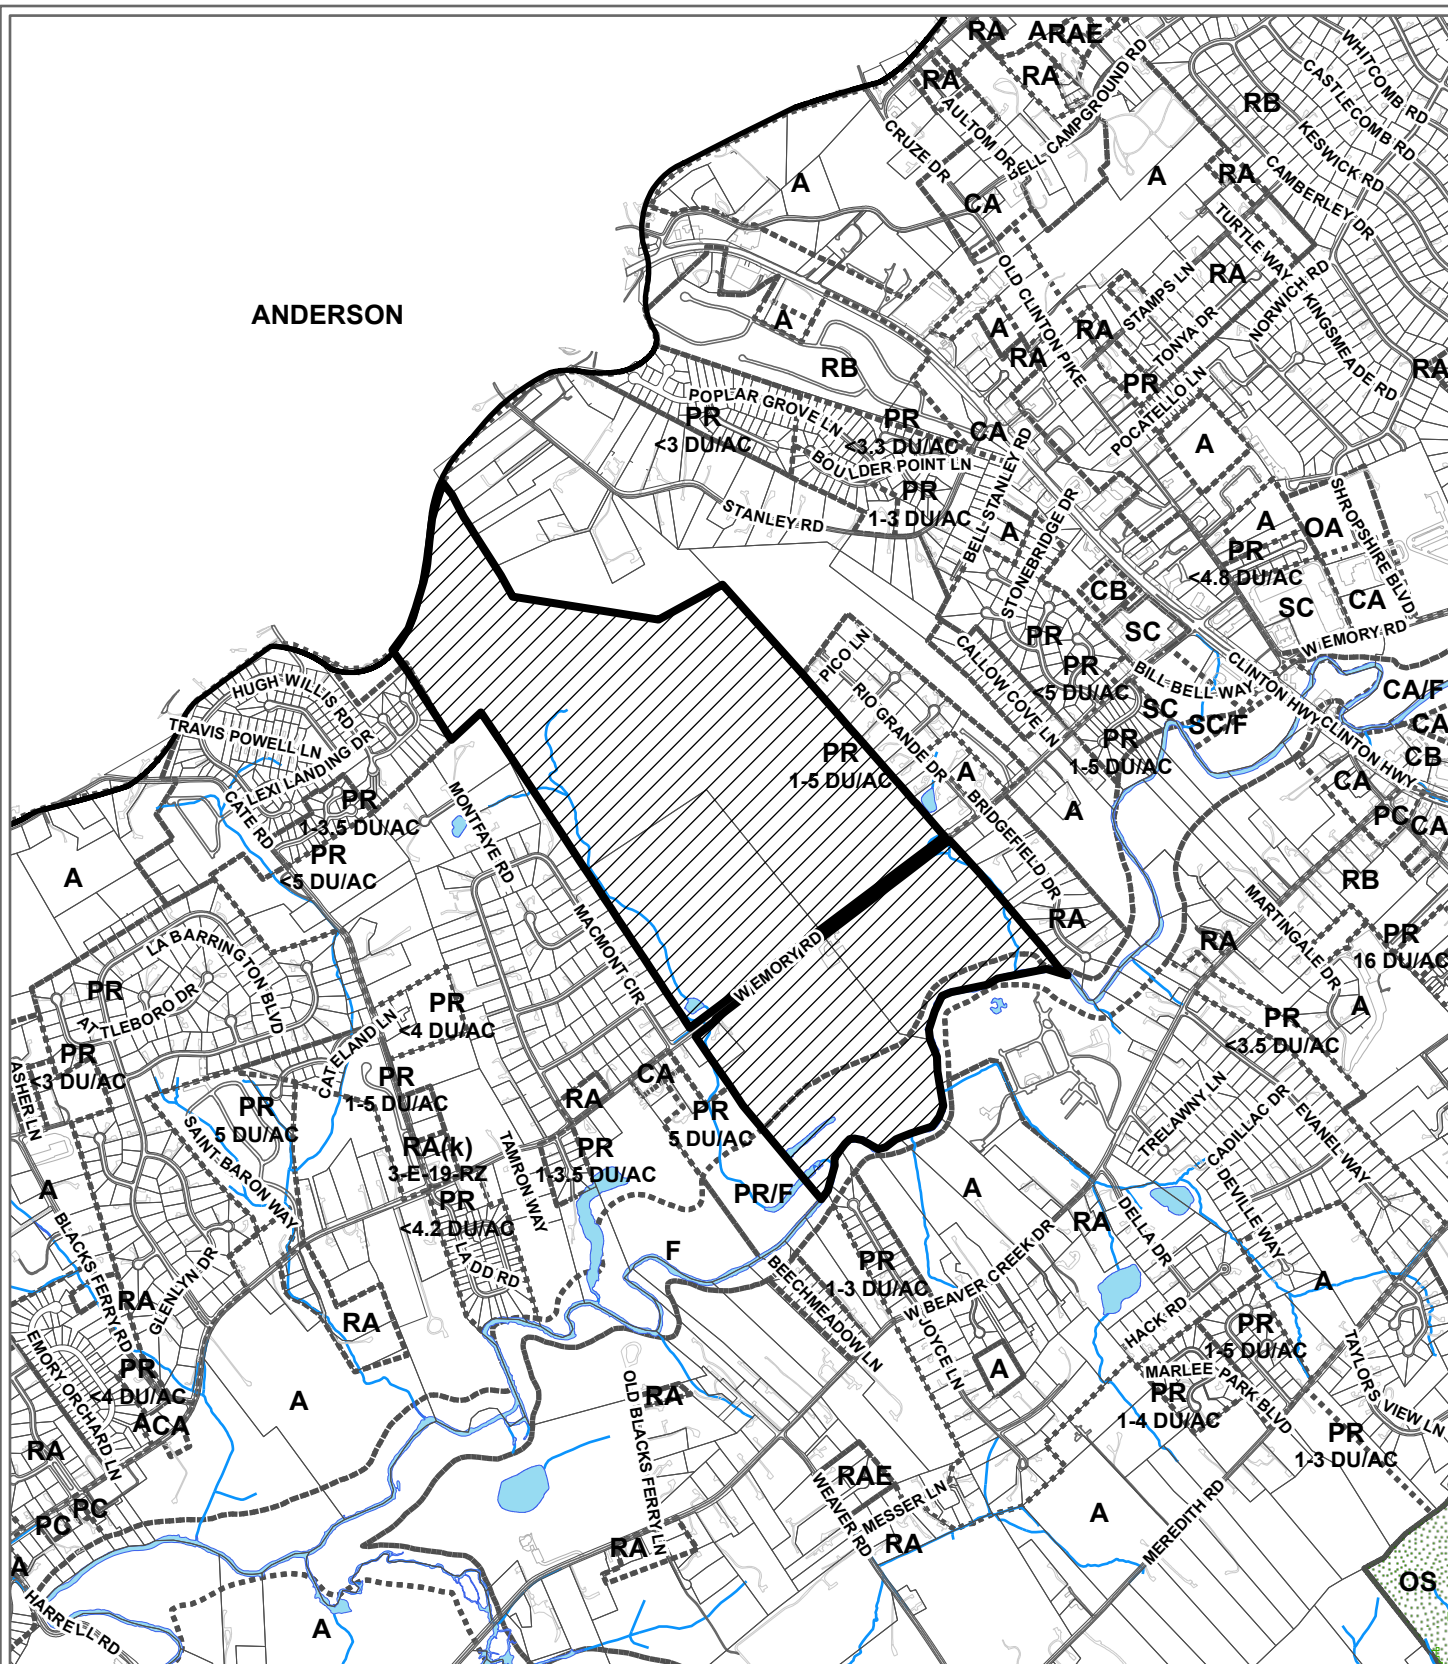 RA
A
RAE
WHITCOMB RD
RA
RA
CASTLECOMB RD
RB
AULTOM DR
BELL CAMPGROUND RD
CRUZE DR
KESWICK RD
A
A
RA
CAMBERLEY DR
CA
TURTLE WAY
OLD CLINTON PIKE
RA
STAMPS LN
NORWICH RD
ANDERSON
A
A
RA
TONYA DR
KINGSMEADE RD
RB
RA
RA
PR
POPLAR GROVE LN
PR
<3 DU/AC
PR
<3.3 DU/AC
CA
POCATELLO LN
A
BOULDER POINT LN
PR
1-3 DU/AC
BELL STANLEY RD
STANLEY RD
STONEBRIDGE DR
A
A
OA
SHROPSHIRE BLVD
PR
<4.8 DU/AC
CB
SC
CA
SC
W EMORY RD
PR
PICO LN
CALLOW COVE LN
PR
<5 DU/AC
BILL BELL WAY
CLINTON HWY
CLINTON HWY
HUGH WILLIS RD
RIO GRANDE DR
SC
SC/F
CA/F
CA
TRAVIS POWELL LN
LEXI LANDING DR
PR
1-5 DU/AC
PR
1-5 DU/AC
CB
A
CA
CATE RD
PR
1-3.5 DU/AC
MONTFAYE RD
BRIDGEFIELD DR
A
PC
CA
PR
<5 DU/AC
A
RB
MACMONT CIR
RA
MARTINGALE DR
RA
PR
16 DU/AC
LA BARRINGTON BLVD
W EMORY RD
PR
ATTLEBORO DR
PR
<4 DU/AC
A
PR
<3.5 DU/AC
PR
<3 DU/AC
CATELAND LN
ASHER LN
PR
1-5 DU/AC
CA
RA
PR
5 DU/AC
PR
5 DU/AC
TRELAWNY LN
CADILLAC DR
EVANEL WAY
SAINT BARON WAY
RA(k)
3-E-19-RZ
TAMRON WAY
PR
1-3.5 DU/AC
A
PR/F
A
PR
<4.2 DU/AC
DELLA DR
DEVILLE WAY
RA
BLACKS FERRY RD
GLENLYN DR
LADD RD
F
PR
1-3 DU/AC
BEECHMEADOW LN
W BEAVER CREEK DR
A
RA
RA
HACK RD
PR
1-5 DU/AC
EMORY ORCHARD LN
JOYCE LN
TAYLORS VIEW LN
PR
<4 DU/AC
A
A
MARLEE PARK BLVD
PR
1-4 DU/AC
OLD BLACKS FERRY LN
RA
A
CA
PR
1-3 DU/AC
RA
RAE
WEAVER RD
MESSER LN
PC
PC
A
MEREDITH RD
RA
RA
A
OS
HARRELL RD
A